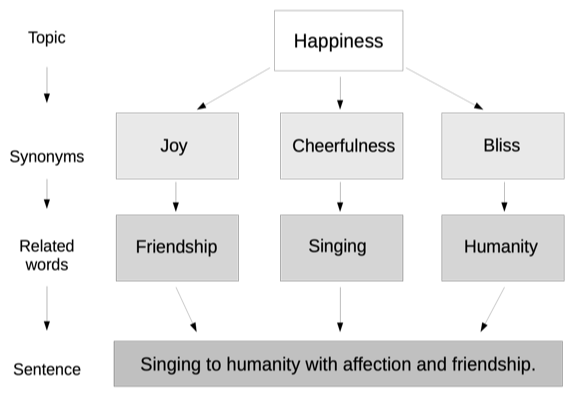 Topic
Happiness
Synonyms
Joy
Cheerfulness
Bliss
Related
words
Friendship
Singing
Humanity
Sentence
Singing to humanity with affection and friendship.